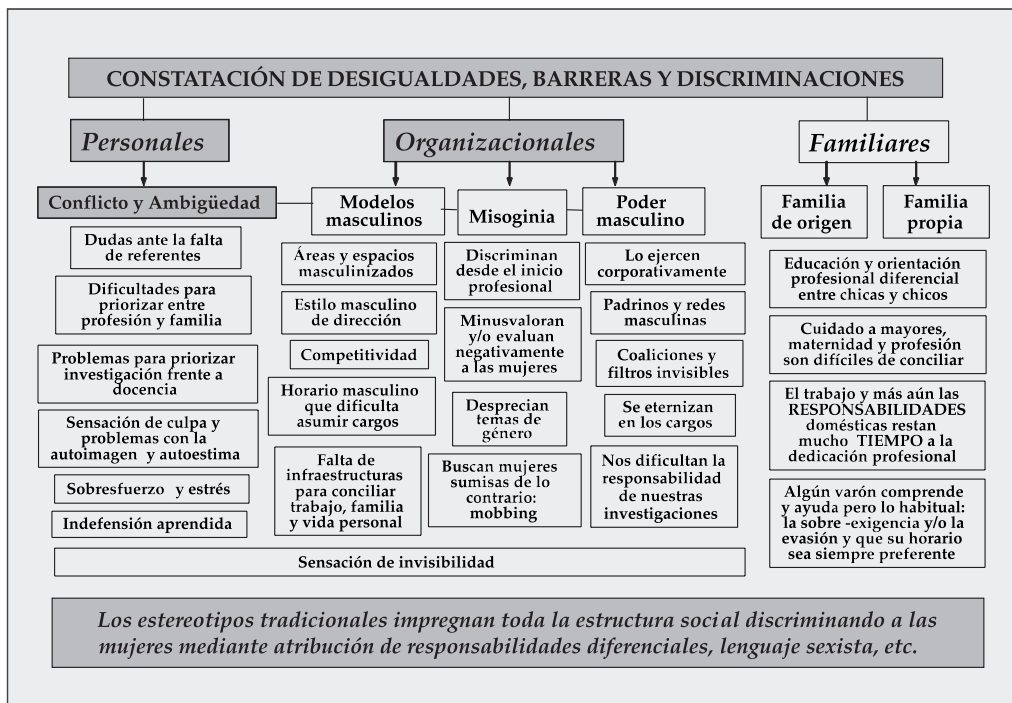 CONSTATACIÓN DE DESIGUALDADES, BARRERAS Y DISCRIMINACIONES
Personales
Conflicto y Ambigüedad
Dudas ante la falta
de referentes
Dificultades para
priorizar entre
profesión y familia
Problemas para priorizar
investigación frente a
docencia
Sensación de culpa y
problemas con la
autoimagen y autoestima
Sobresfuerzo y estrés
Indefensión aprendida
Organizacionales
Modelos
masculinos
Áreas y espacios
masculinizados
Estilo masculino
de dirección
Competitividad
Horario masculino
que dificulta
asumir cargos
Falta de
infraestructuras
para conciliar
trabajo, familia
y vida personal
Misoginia
Discriminan
desde el inicio
profesional
Minusvaloran
y/o evaluan
negativamente
a las mujeres
Desprecian
temas de
género
Buscan mujeres
sumisas de lo
contrario:
mobbing
Poder
masculino
Lo ejercen
corporativamente
Padrinos y redes
masculinas
Coaliciones y
filtros invisibles
Se eternizan
en los cargos
Nos dificultan la
responsabilidad
de nuestras
investigaciones
Sensación de invisibilidad
Familiares
Familia
de origen
Familia
propia
Educación y orientación
profesional diferencial
entre chicas y chicos
Cuidado a mayores,
maternidad y profesión
son difíciles de conciliar
El trabajo y más aún las
RESPONSABILIDADES
domésticas restan
mucho TIEMPO a la
dedicación profesional
Algún varón comprende
y ayuda pero lo habitual:
la sobre -exigencia y/o la
evasión y que su horario
sea siempre preferente
Los estereotipos tradicionales impregnan toda la estructura social discriminando a las
mujeres mediante atribución de responsabilidades diferenciales, lenguaje sexista, etc.